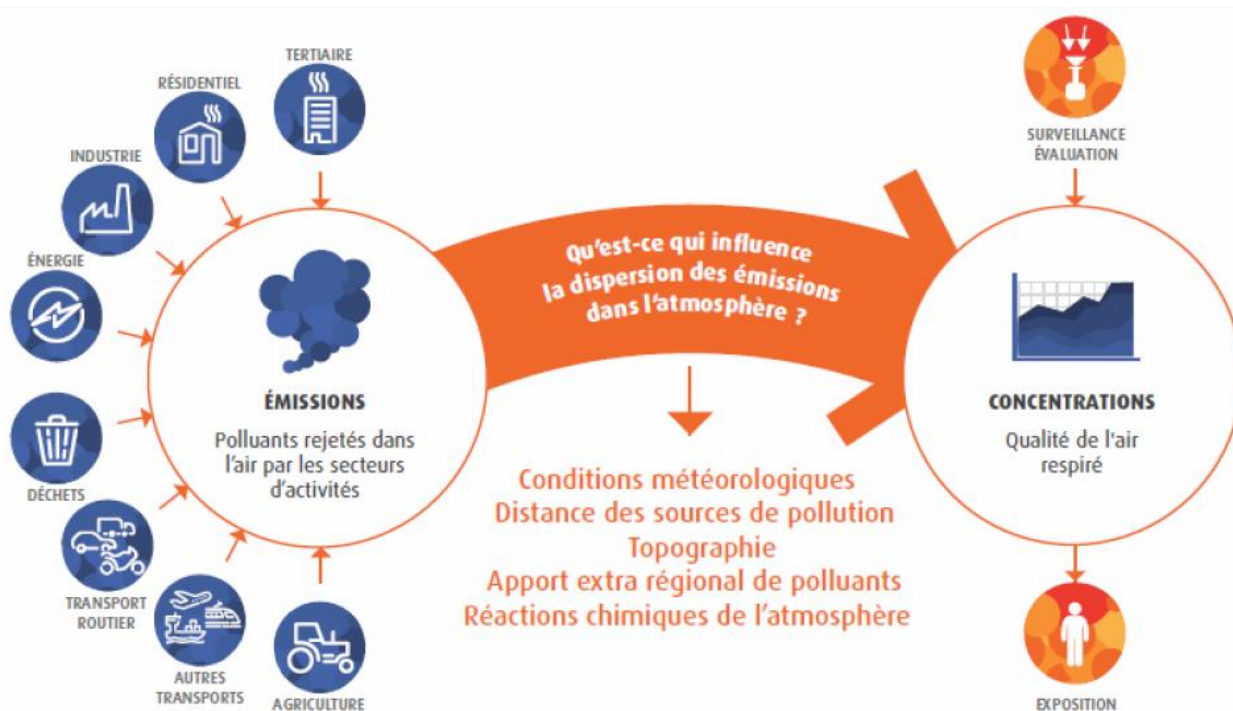 TERTIAIRE
RÉSIDENTIEL
INDUSTRIE
ÉNERGIE
DÉCHETS
TRANSPORT
ROUTIER
AUTRES
TRANSPORTS
AGRICULTURE
ÉMISSIONS
Polluants rejetés dans
l'air par les secteurs
d'activités
Qu'est-ce qui influence
la dispersion des émissions
dans l'atmosphère ?
Conditions météorologiques
Distance des sources de pollution
Topographie
Apport extra régional de polluants
Réactions chimiques de l'atmosphère
SURVEILLANCE
ÉVALUATION
CONCENTRATIONS
Qualité de l'air
respiré
EXPOSITION